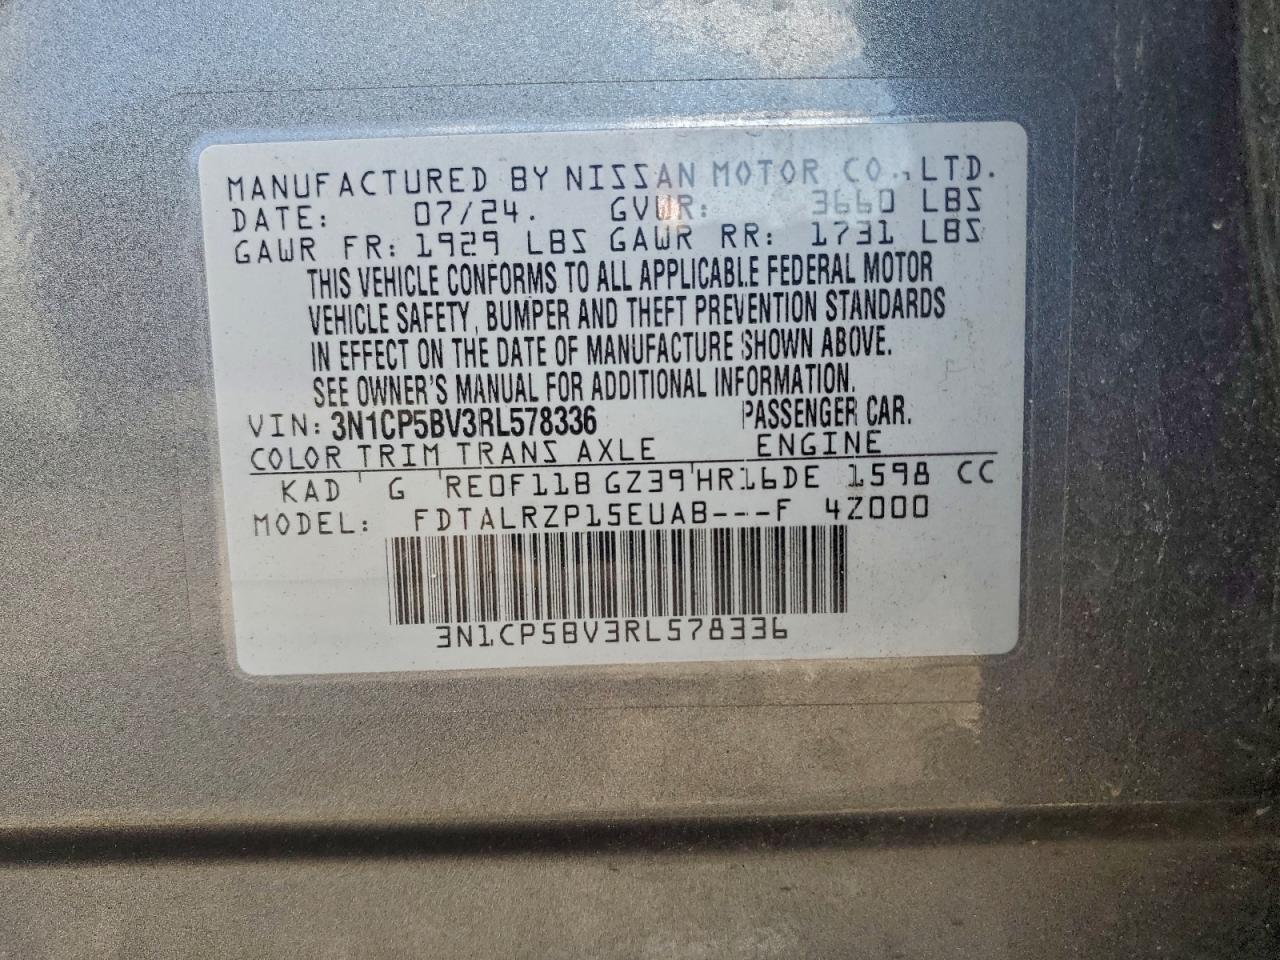 MANUFACTURED BY NISSAN MOTOR CO., LTD.
DATE: 07/24. GVWR: 3660 LBS
GAWR FR: 1929 LBS GAWR RR: 1731 LBS
THIS VEHICLE CONFORMS TO ALL APPLICABLE FEDERAL MOTOR
VEHICLE SAFETY, BUMPER AND THEFT PREVENTION STANDARDS
IN EFFECT ON THE DATE OF MANUFACTURE SHOWN ABOVE.
SEE OWNER'S MANUAL FOR ADDITIONAL INFORMATION.
VIN: 3N1CP5BV3RL578336 PASSENGER CAR.
COLOR TRIM TRANS AXLE ENGINE
KAD G RE0F11B GZ39 HR16DE 1598 CC
MODEL: FDTALRZP15EUAB---F 4Z000
3N1CP5BV3RL578336